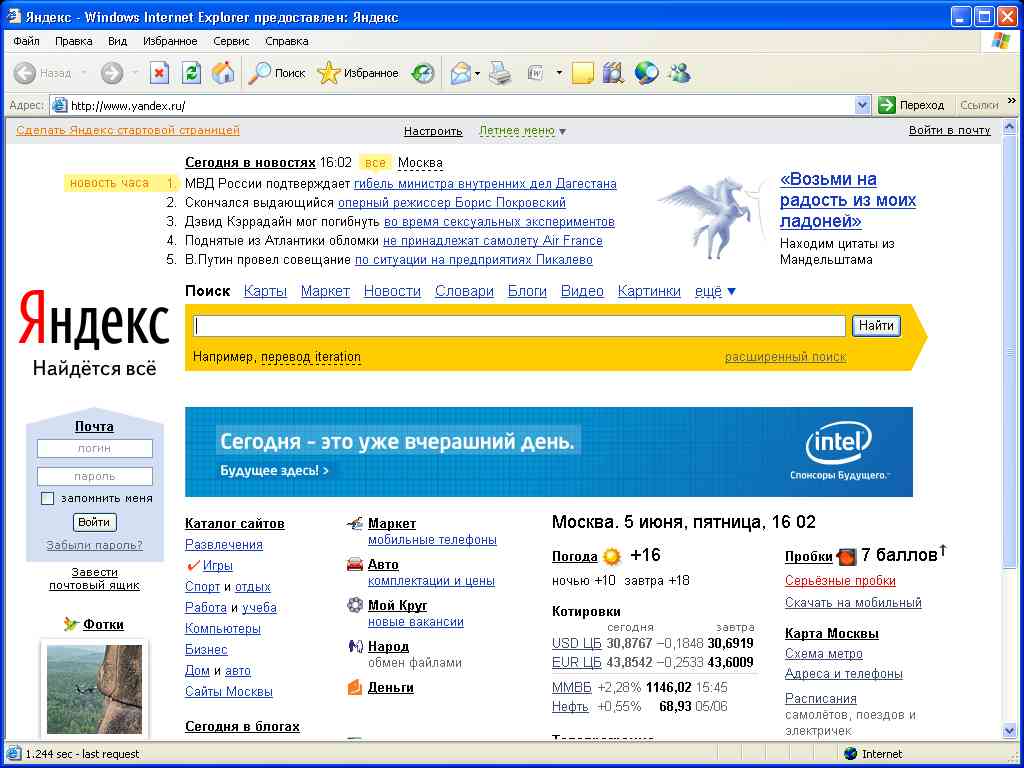 Яндекс - Windows Internet Explorer предоставлен: Яндекс
Файл Правка Вид Избранное Сервис Справка
Назад Поиск Избранное
Адрес: http://www.yandex.ru/ Переход Ссылки »
Сделать Яндекс стартовой страницей Настроить Летнее меню ▼ Войти в почту
Сегодня в новостях 16:02 все Москва
новость часа 1. МВД России подтверждает гибель министра внутренних дел Дагестана
2. Скончался выдающийся оперный режиссер Борис Покровский
3. Дэвид Кэррадайн мог погибнуть во время сексуальных экспериментов
4. Поднятые из Атлантики обломки не принадлежат самолету Air France
5. В.Путин провел совещание по ситуации на предприятиях Пикалево
«Возьми на
радость из моих
ладоней»
Находим цитаты из
Мандельштама
Яндекс
Найдётся всё
Поиск Карты Маркет Новости Словари Блоги Видео Картинки ещё ▼
Найти
Например, перевод iteration расширенный поиск
Почта
логин
пароль
запомнить меня
Войти
Забыли пароль?
Завести
почтовый ящик
Фотки
Сегодня – это уже вчерашний день.
Будущее здесь! >
intel
Спонсоры Будущего.™
Каталог сайтов
Развлечения
Игры
Спорт и отдых
Работа и учеба
Компьютеры
Бизнес
Дом и авто
Сайты Москвы
Сегодня в блогах
Маркет
мобильные телефоны
Авто
комплектации и цены
Мой Круг
новые вакансии
Народ
обмен файлами
Деньги
Москва. 5 июня, пятница, 16 02
Погода +16
ночью +10 завтра +18
Котировки
сегодня завтра
USD ЦБ 30,8767 −0,1848 30,6919
EUR ЦБ 43,8542 −0,2533 43,6009
ММВБ +2,28% 1146,02 15:45
Нефть +0,55% 68,93 05/06
Пробки 7 баллов↑
Серьёзные пробки
Скачать на мобильный
Карта Москвы
Схема метро
Адреса и телефоны
Расписания
самолётов, поездов и
электричек
1.244 sec - last request Internet